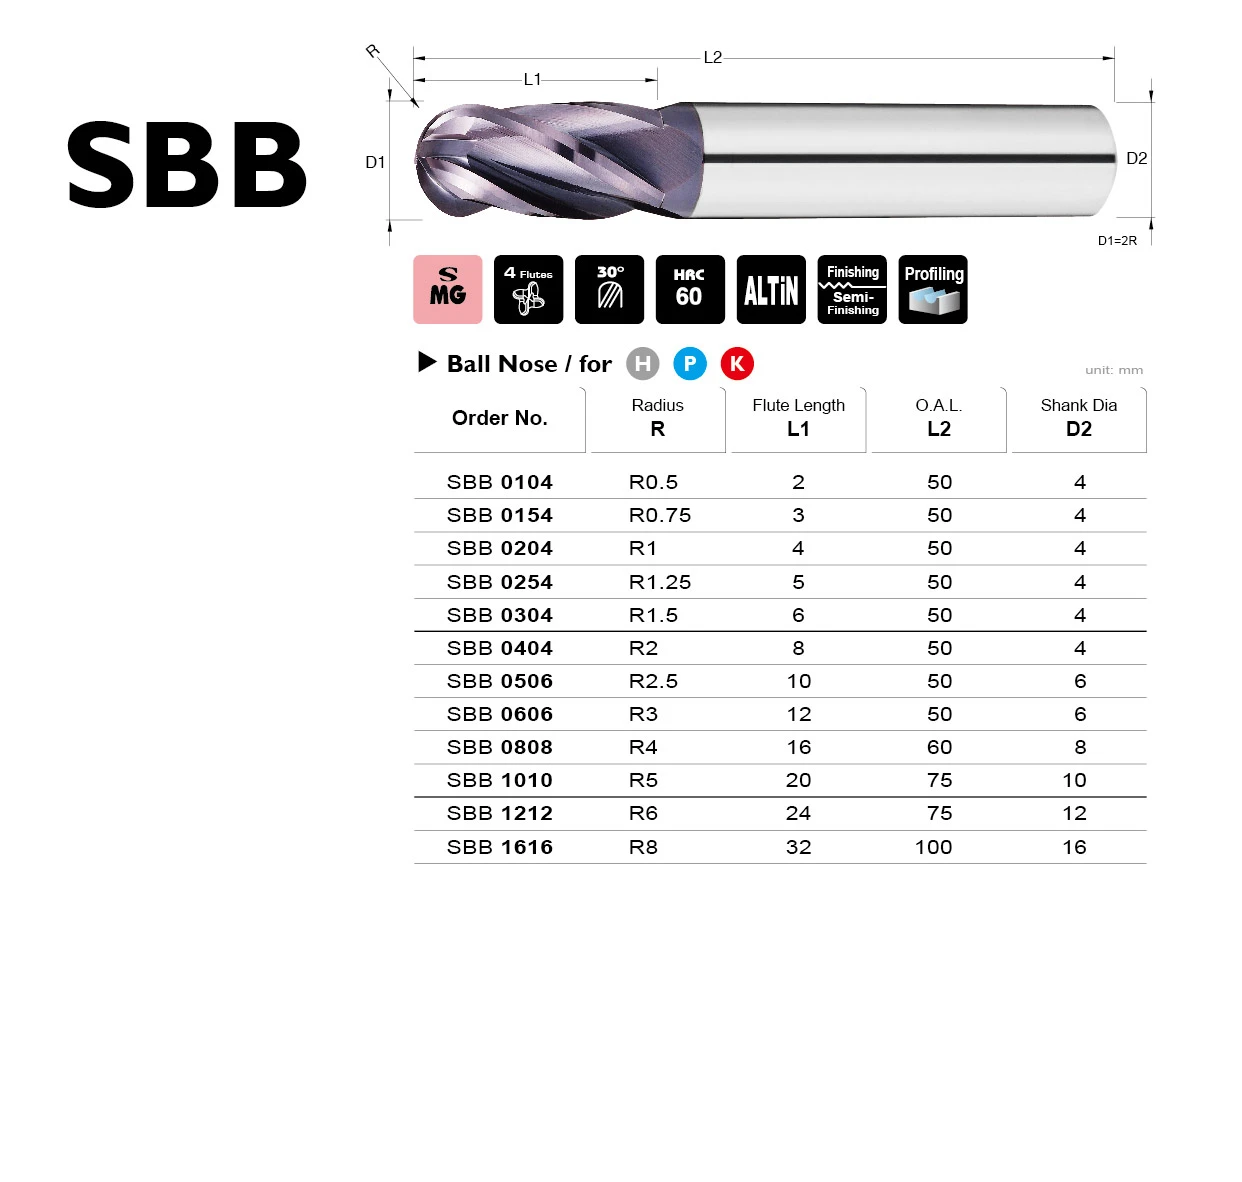 SBB
R
L2
L1
D1
D2
D1=2R
S MG
4 Flutes
30°
HRC 60
ALTiN
Finishing
Semi-Finishing
Profiling
Ball Nose / for H P K
unit: mm
Order No. Radius R Flute Length L1 O.A.L. L2 Shank Dia D2
SBB 0104 R0.5 2 50 4
SBB 0154 R0.75 3 50 4
SBB 0204 R1 4 50 4
SBB 0254 R1.25 5 50 4
SBB 0304 R1.5 6 50 4
SBB 0404 R2 8 50 4
SBB 0506 R2.5 10 50 6
SBB 0606 R3 12 50 6
SBB 0808 R4 16 60 8
SBB 1010 R5 20 75 10
SBB 1212 R6 24 75 12
SBB 1616 R8 32 100 16